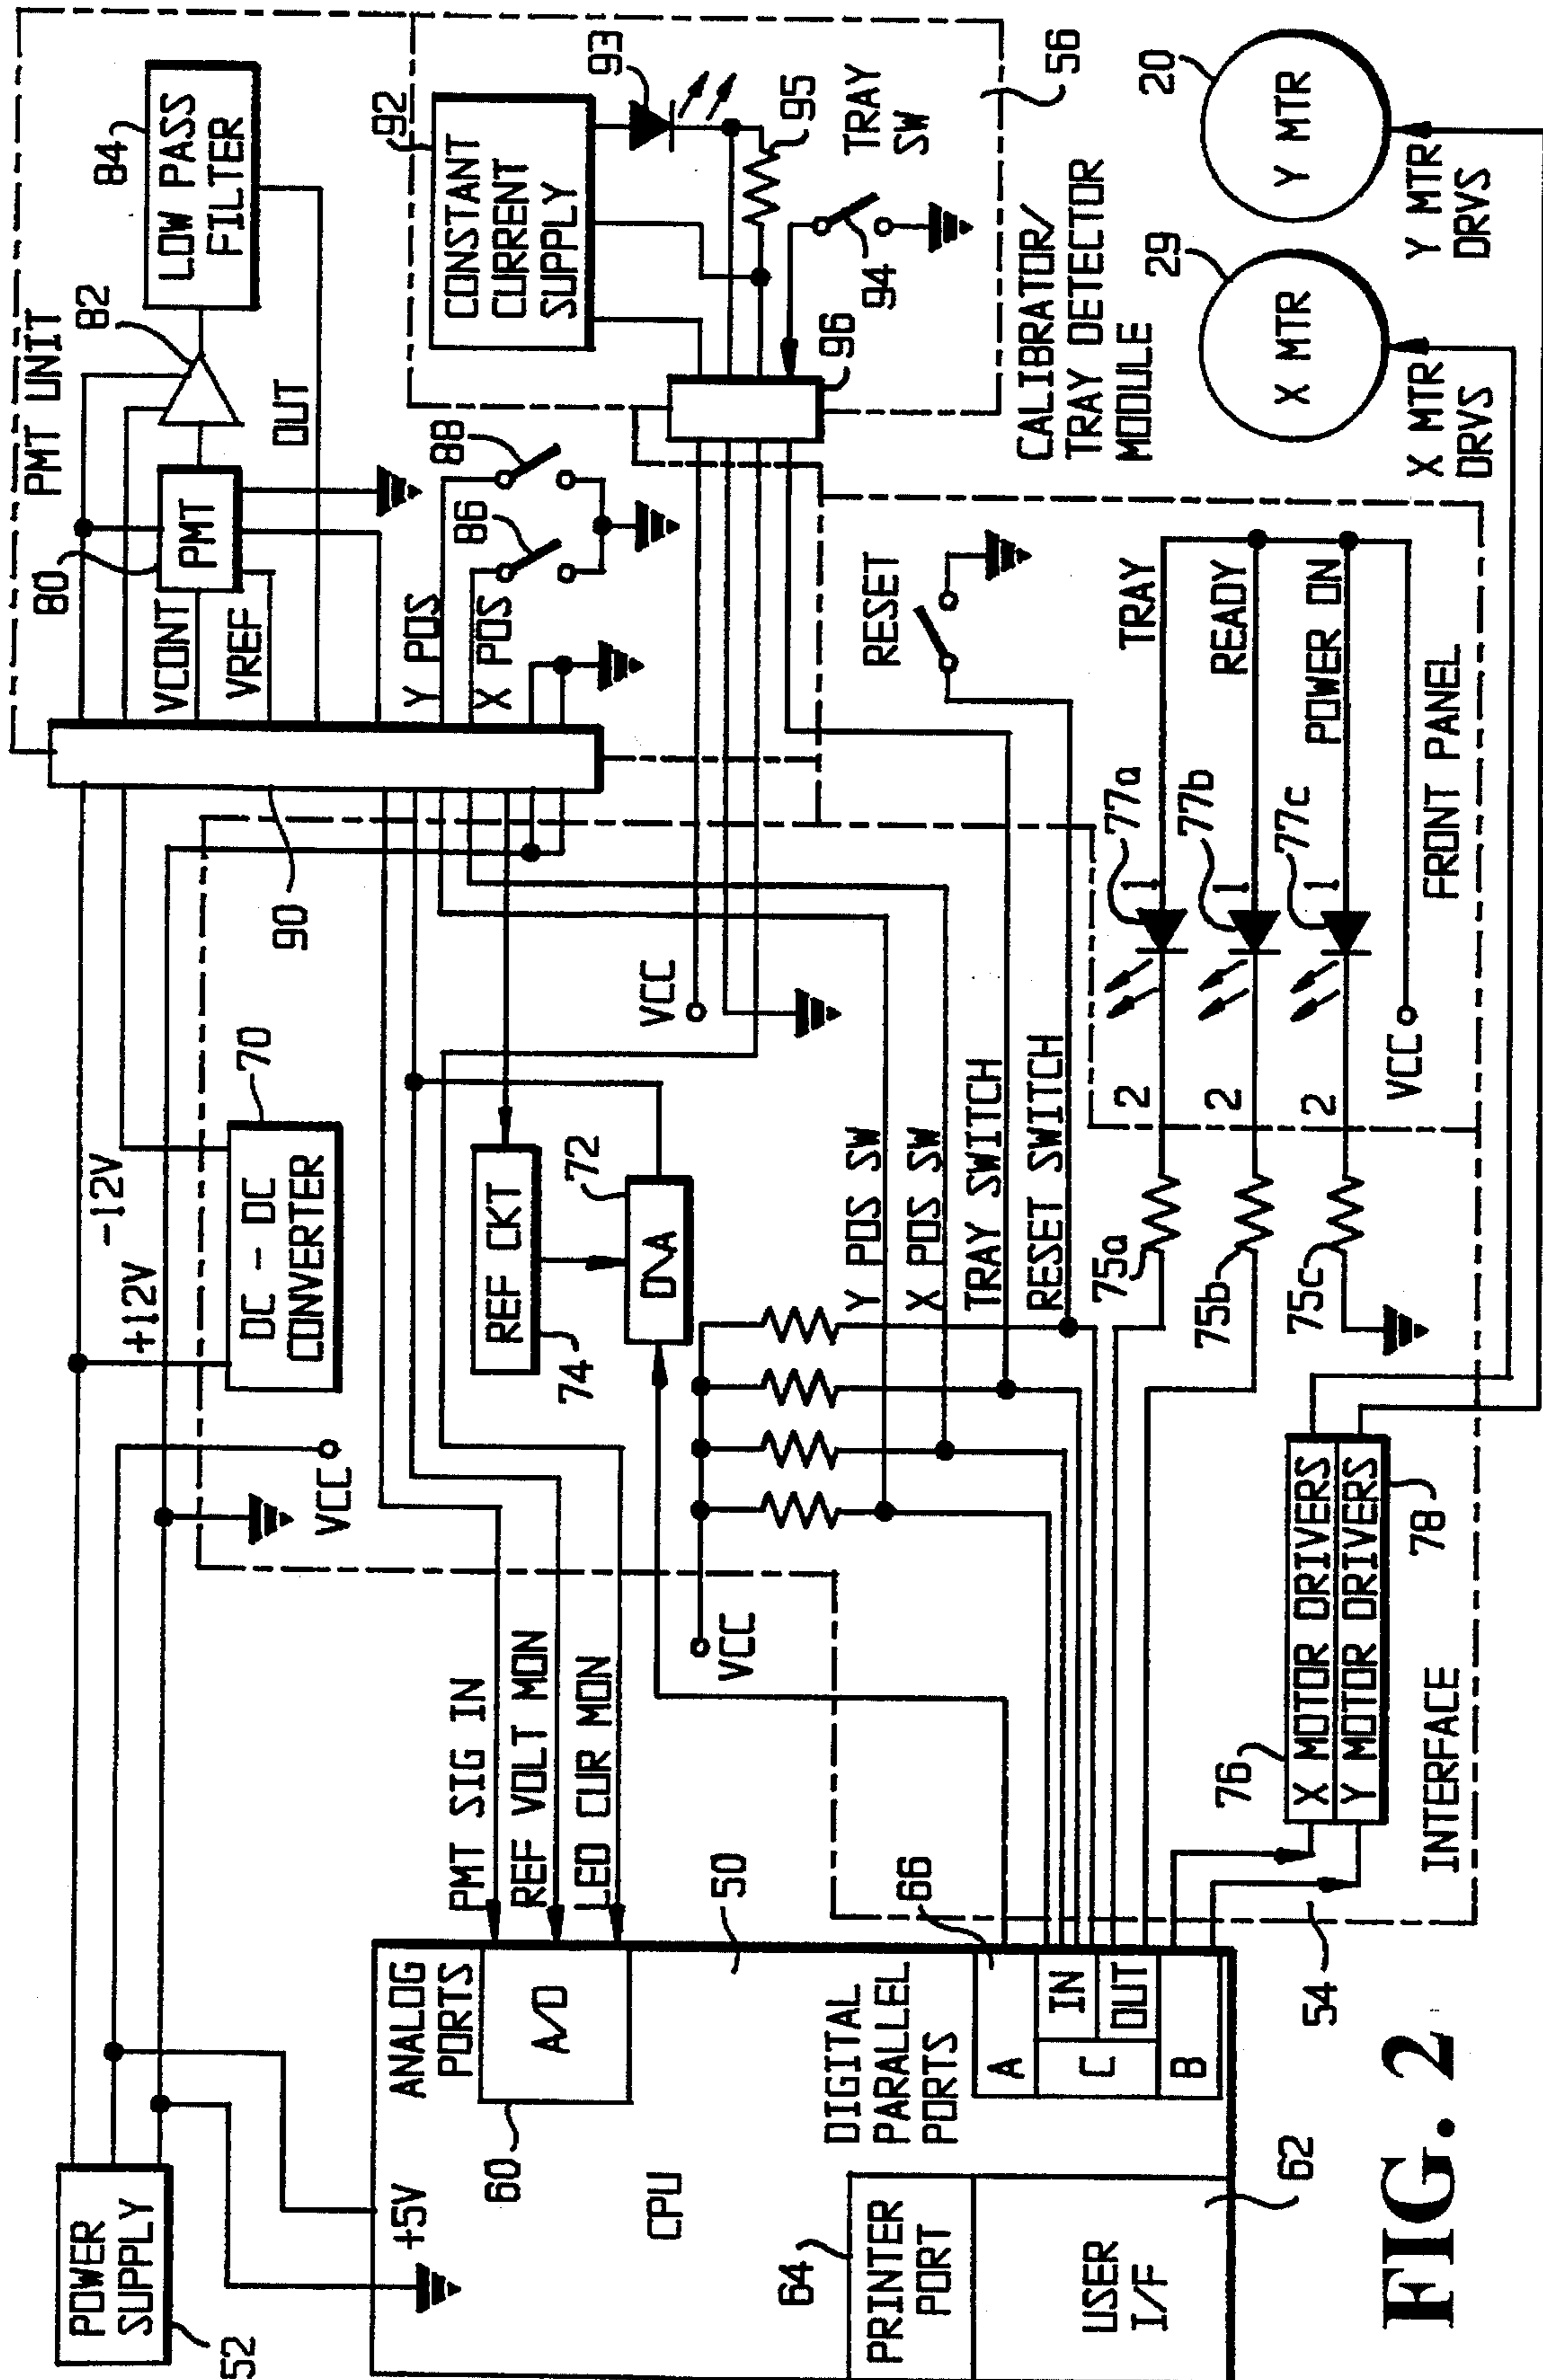 POWER
SUPPLY
52
+5V
CPU
ANALOG
PORTS
A/D
60
50
DIGITAL
PARALLEL
PORTS
66
A
C
IN
OUT
B
64
PRINTER
PORT
USER
I/F
62
PMT SIG IN
REF VOLT MON
LED CUR MON
VCC
+12V
-12V
DC - DC
CONVERTER
70
REF CKT
74
72
D\A
VCC
Y POS SW
X POS SW
TRAY SWITCH
RESET SWITCH
VCC
90
PMT UNIT
80
PMT
VCONT
VREF
OUT
82
84
LOW PASS
FILTER
Y POS
X POS
86
88
92
CONSTANT
CURRENT
SUPPLY
93
95
TRAY
SW
94
96
56
CALIBRATOR/
TRAY DETECTOR
MODULE
RESET
75a
75b
75c
2
2
2
77a
77b
77c
1
1
1
TRAY
READY
POWER ON
VCC
FRONT PANEL
76
X MOTOR DRIVERS
Y MOTOR DRIVERS
78
INTERFACE
54
29
X MTR
X MTR
DRVS
20
Y MTR
Y MTR
DRVS
FIG. 2